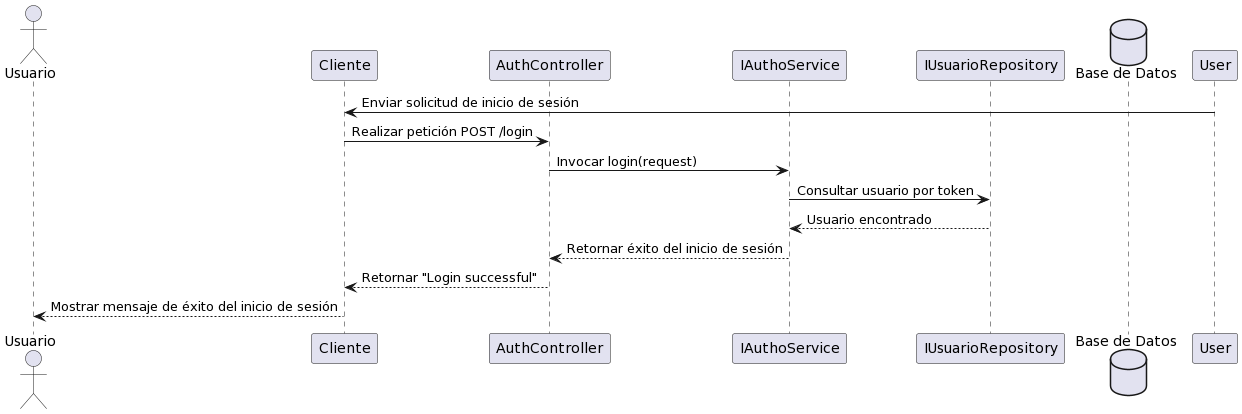 Usuario
Cliente
AuthController
IAuthoService
IUsuarioRepository
Base de Datos
User
Enviar solicitud de inicio de sesión
Realizar petición POST /login
Invocar login(request)
Consultar usuario por token
Usuario encontrado
Retornar éxito del inicio de sesión
Retornar "Login successful"
Mostrar mensaje de éxito del inicio de sesión
Usuario
Cliente
AuthController
IAuthoService
IUsuarioRepository
Base de Datos
User